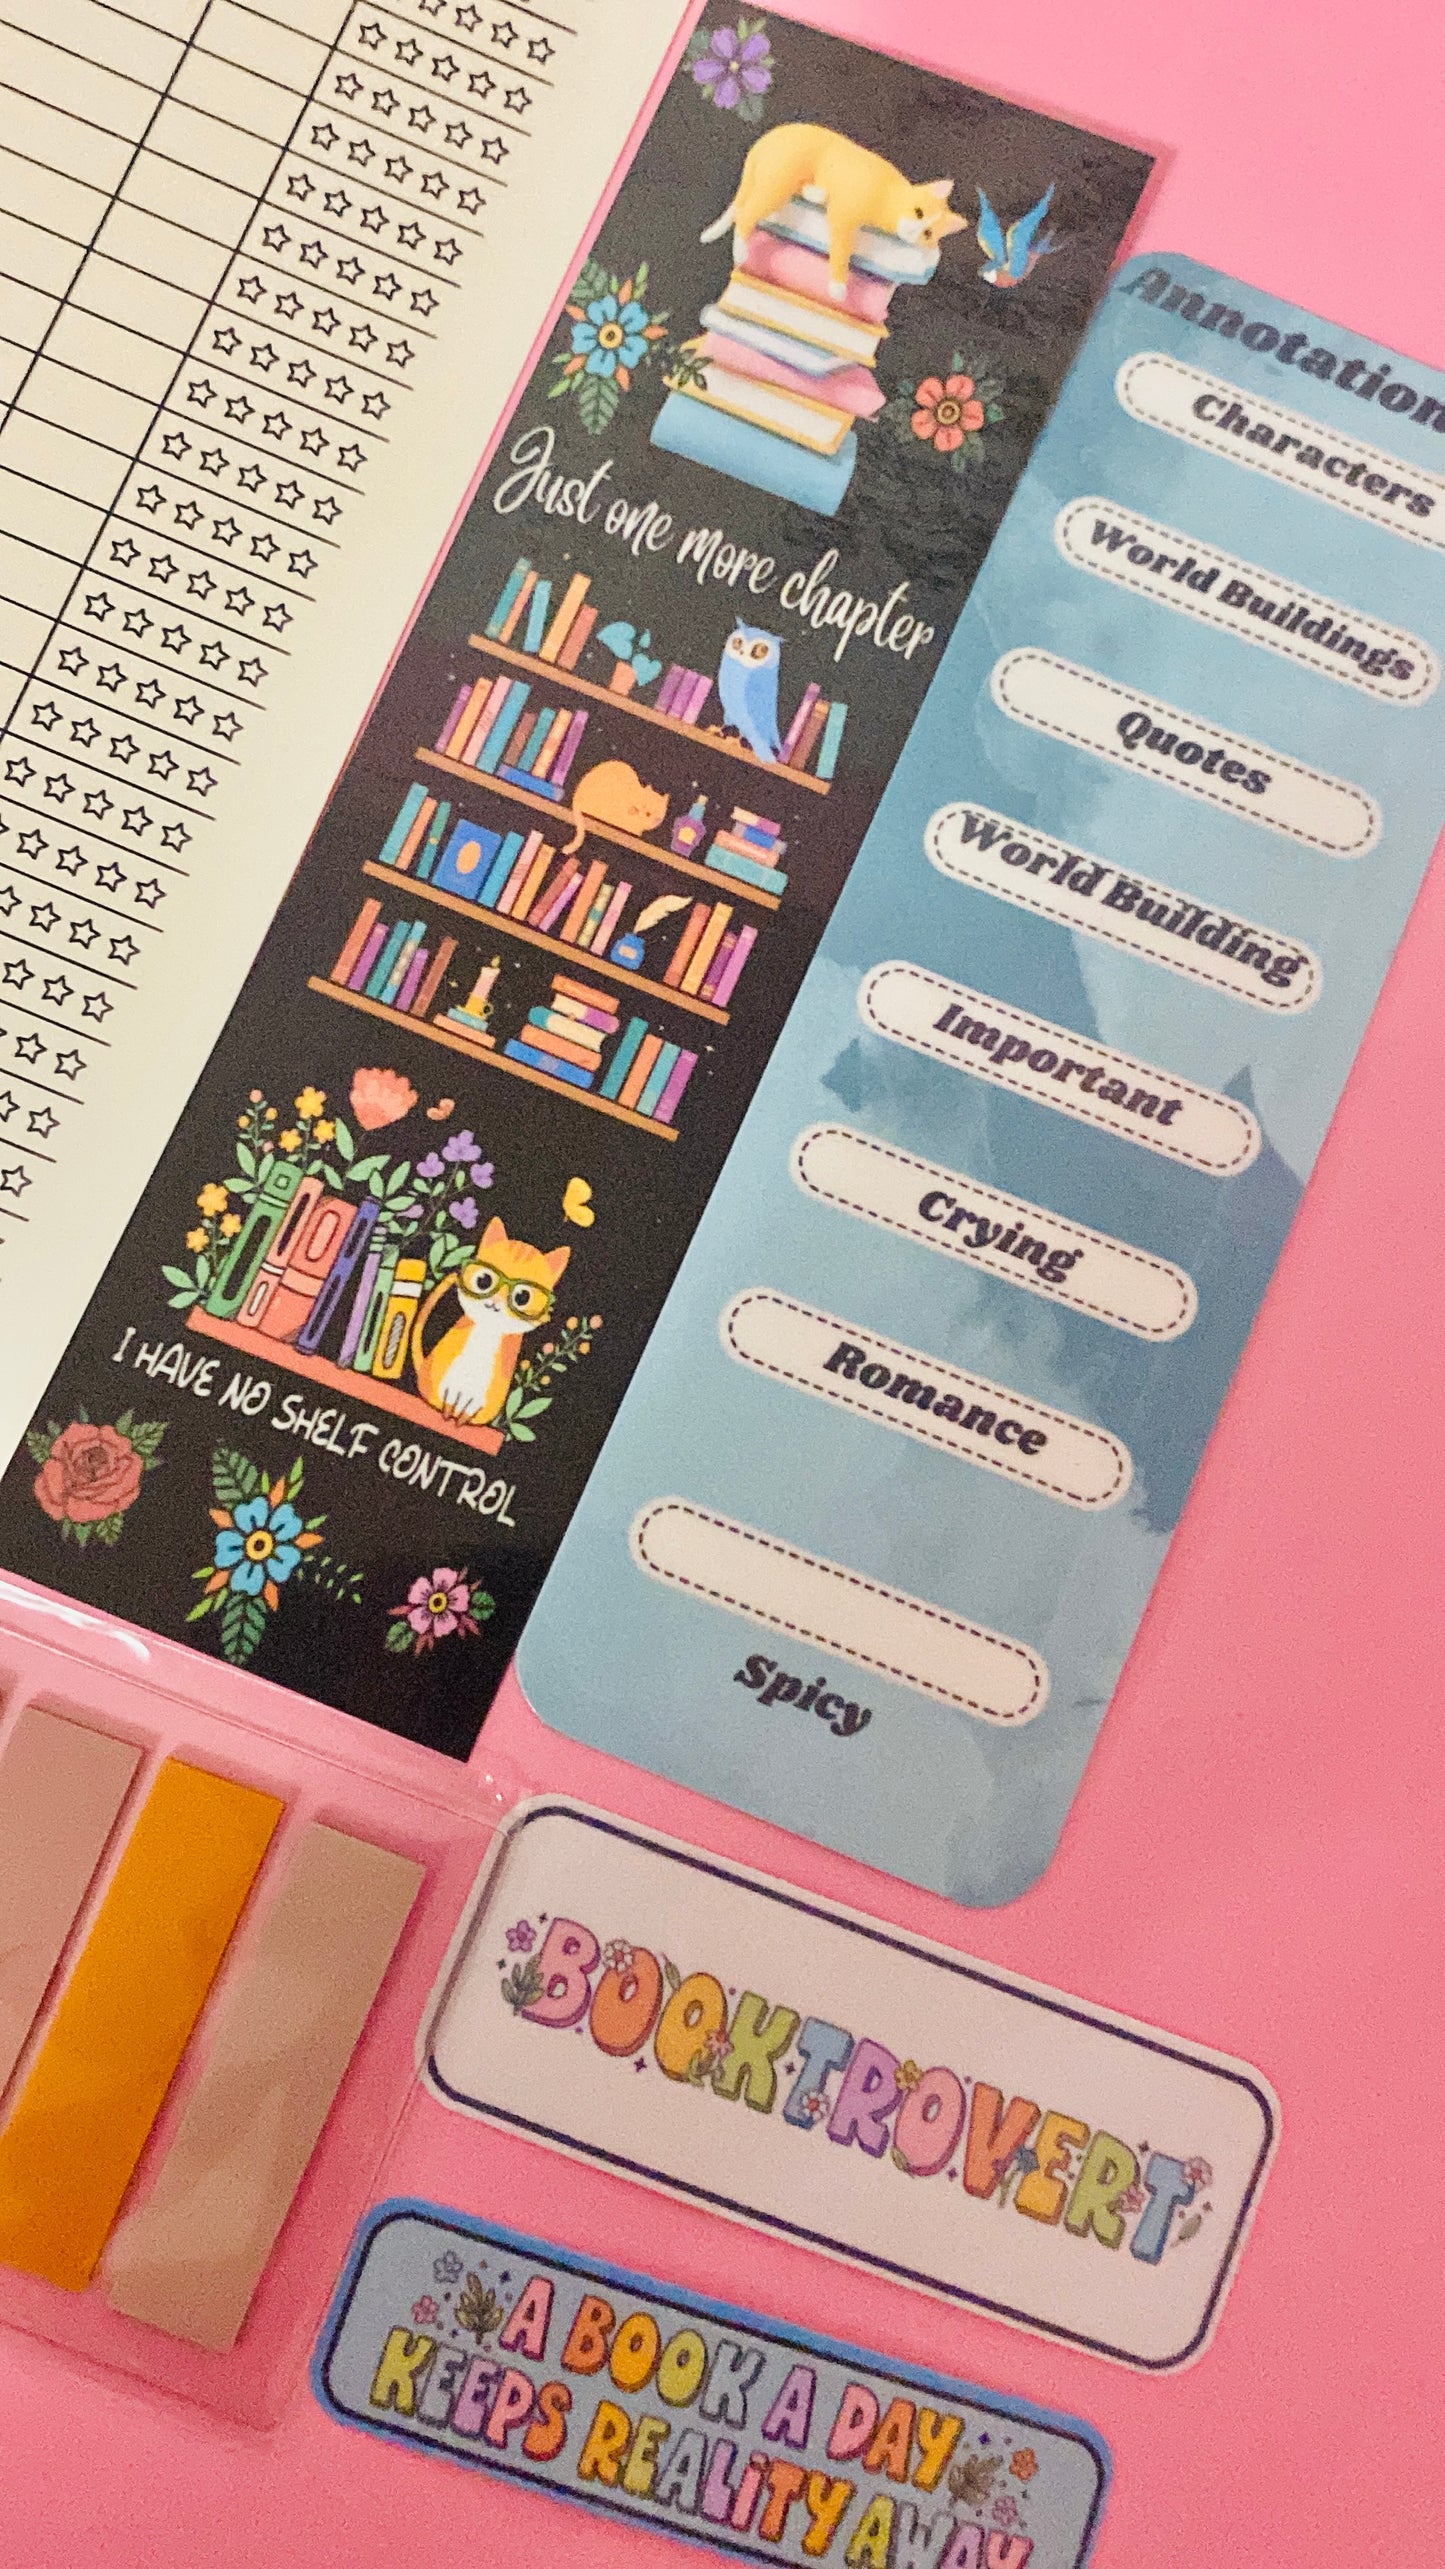 Just one more chapter
I HAVE NO SHELF CONTROL
Annotation
Characters
World Buildings
Quotes
World Building
Important
Crying
Romance
Spicy
BOOKTROVERT
A BOOK A DAY
KEEPS REALITY AWAY